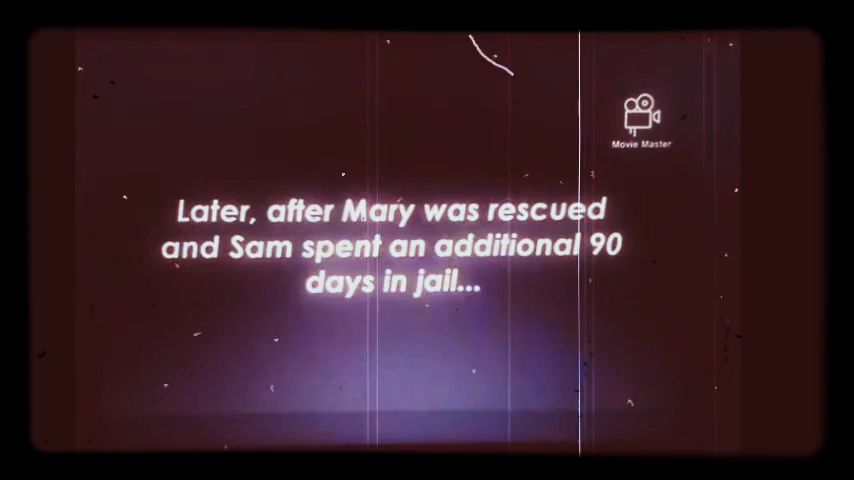 Movie Master
Later, after Mary was rescued
and Sam spent an additional 90
days in jail...